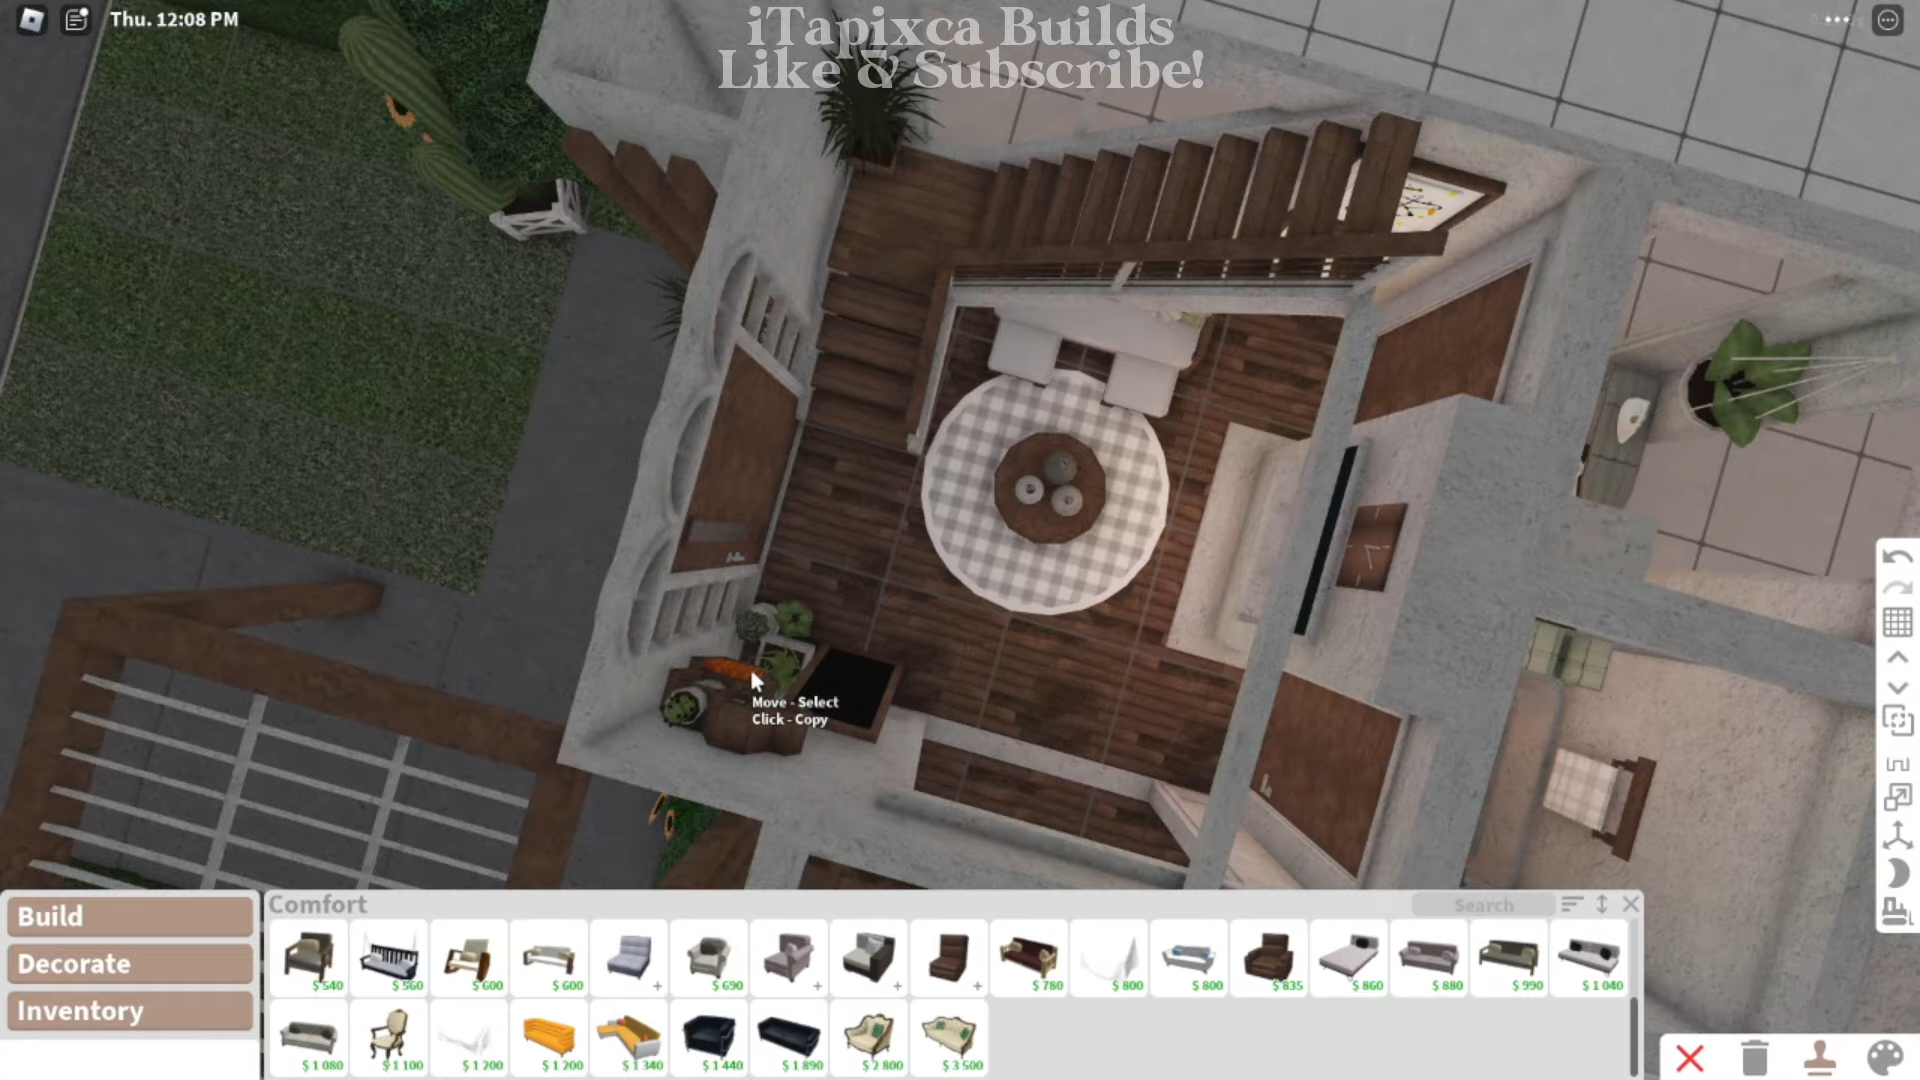 Thu. 12:08 PM
iTapixca Builds
Like & Subscribe!
Move - Select
Click - Copy
Build
Decorate
Inventory
Comfort
Search
$ 540
$ 560
$ 600
$ 600
+
$ 690
+
+
+
$ 780
$ 800
$ 800
$ 835
$ 860
$ 880
$ 990
$ 1 040
$ 1 080
$ 1 100
$ 1 200
$ 1 200
$ 1 340
$ 1 440
$ 1 890
$ 2 800
$ 3 500